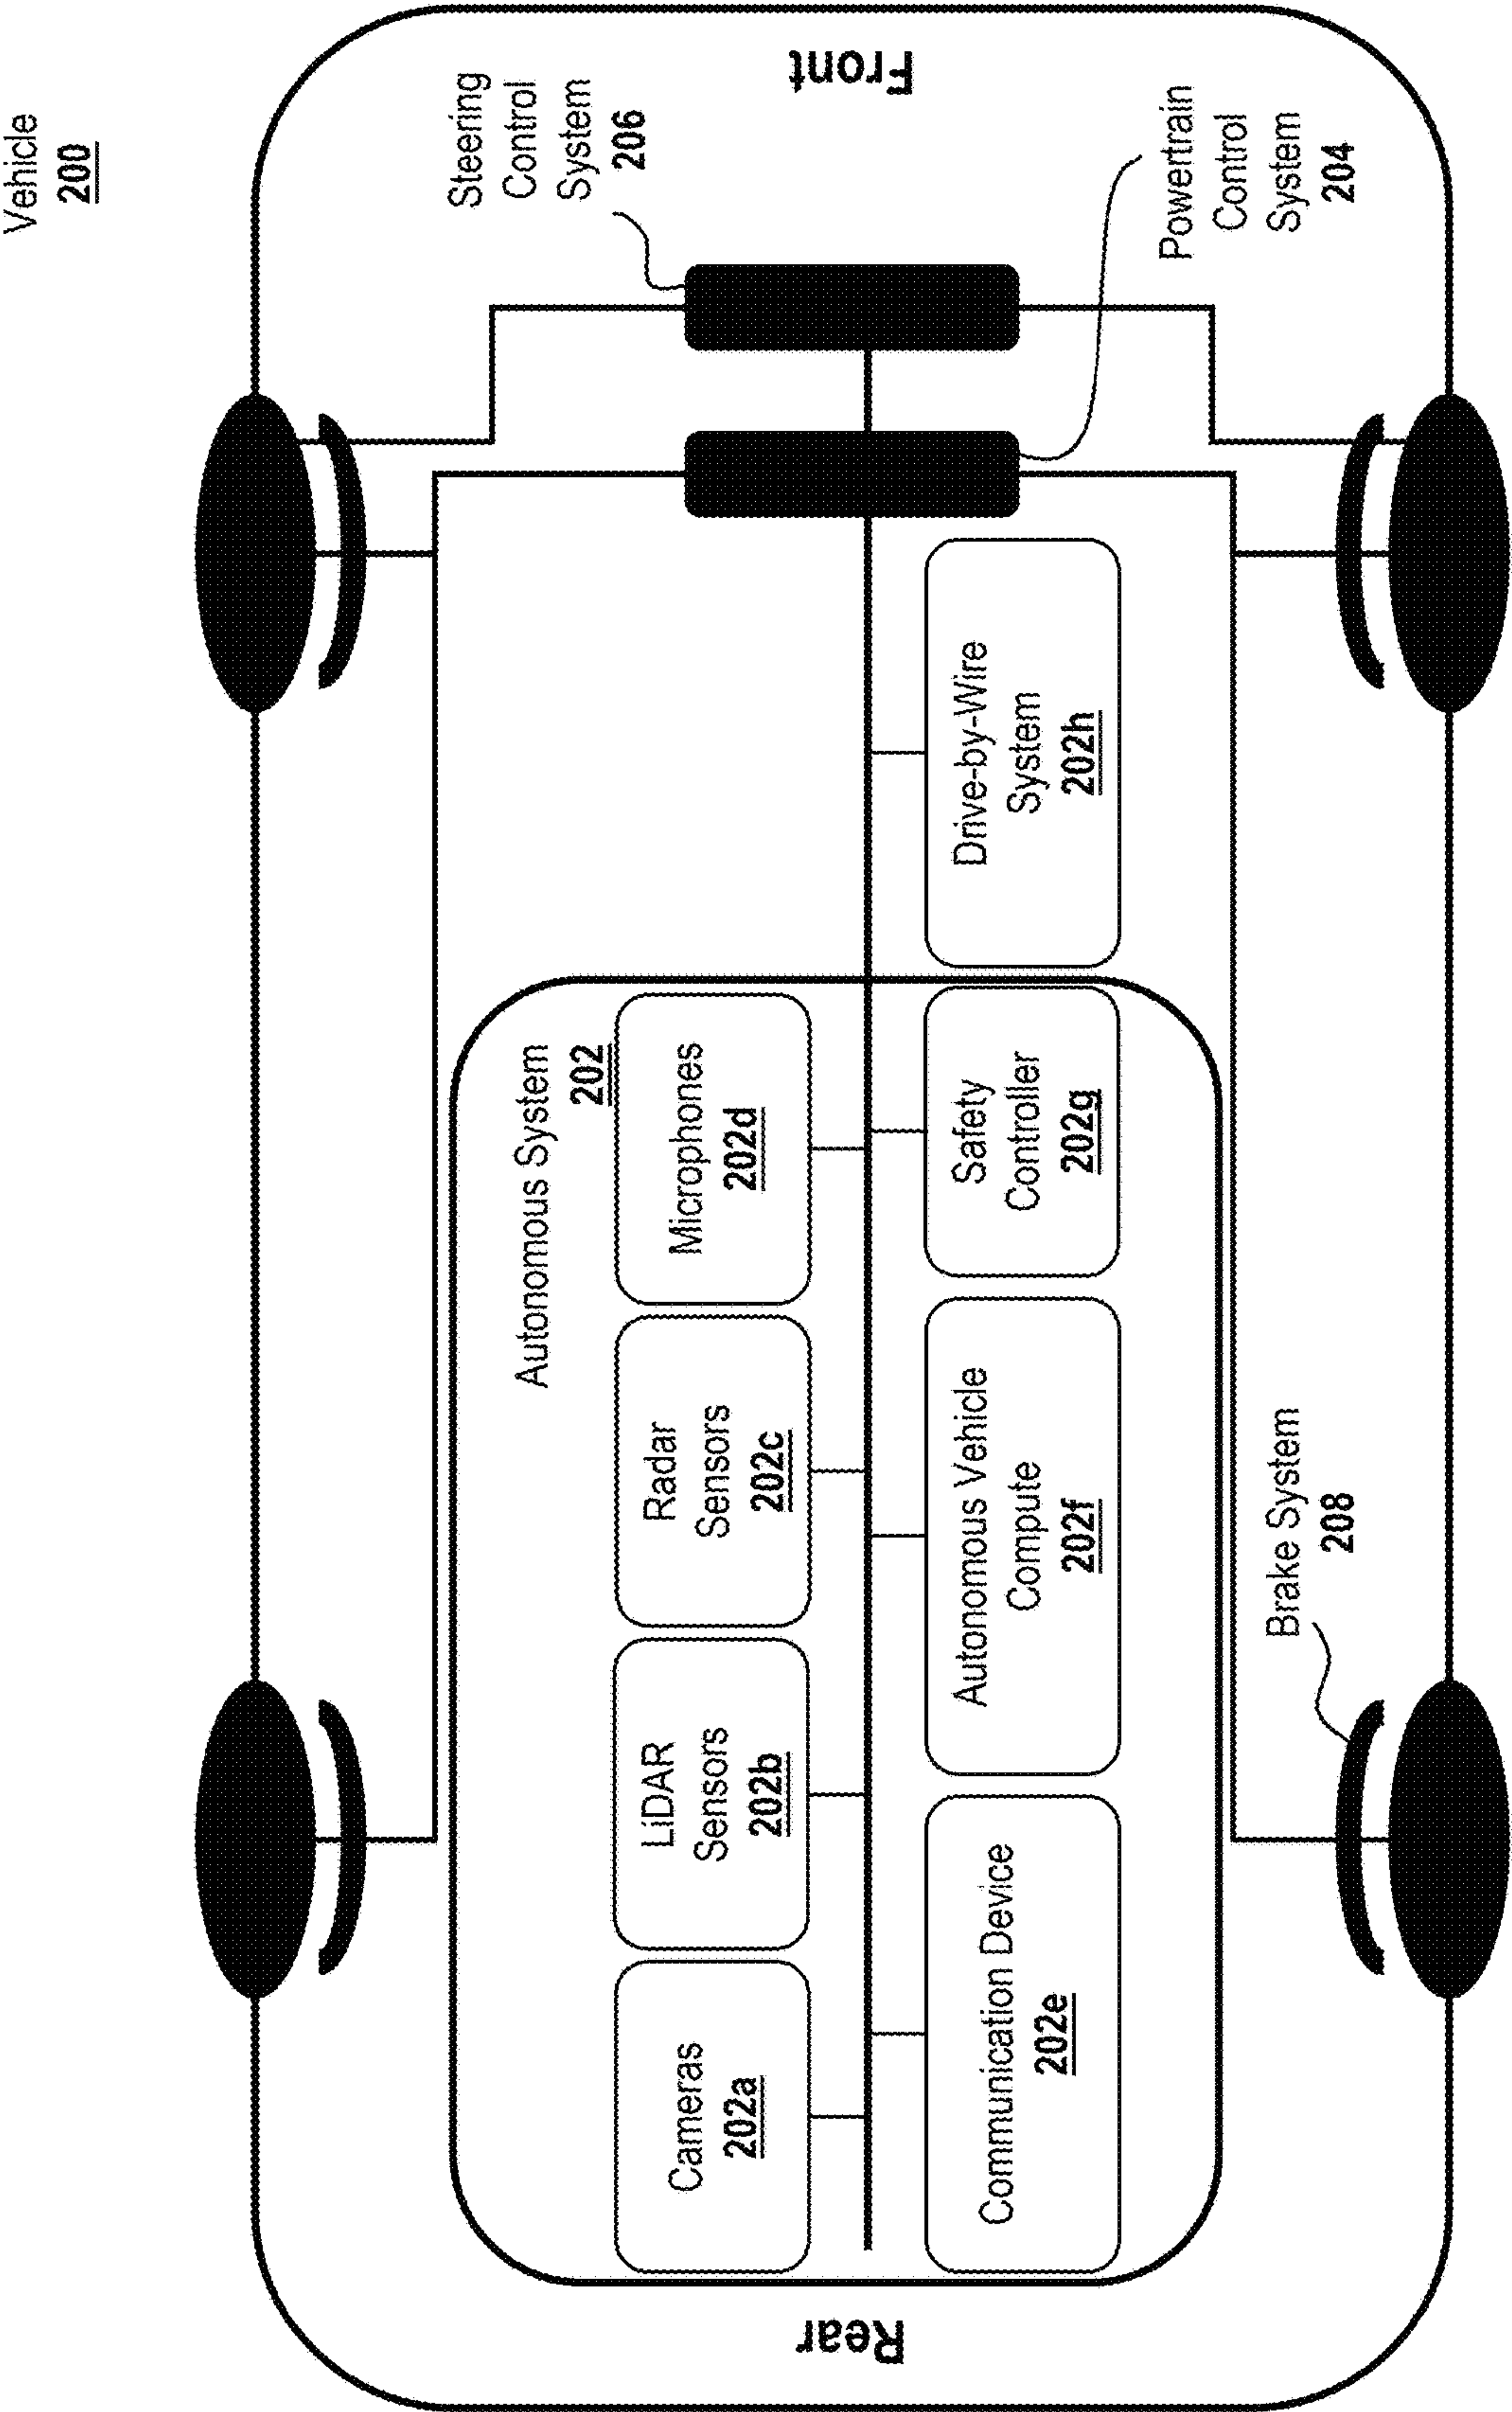 Vehicle
200
Front
Steering
Control
System
206
Powertrain
Control
System
204
Autonomous System
202
Cameras
202a
LiDAR
Sensors
202b
Radar
Sensors
202c
Microphones
202d
Communication Device
202e
Autonomous Vehicle
Compute
202f
Safety
Controller
202g
Drive-by-Wire
System
202h
Brake System
208
Rear